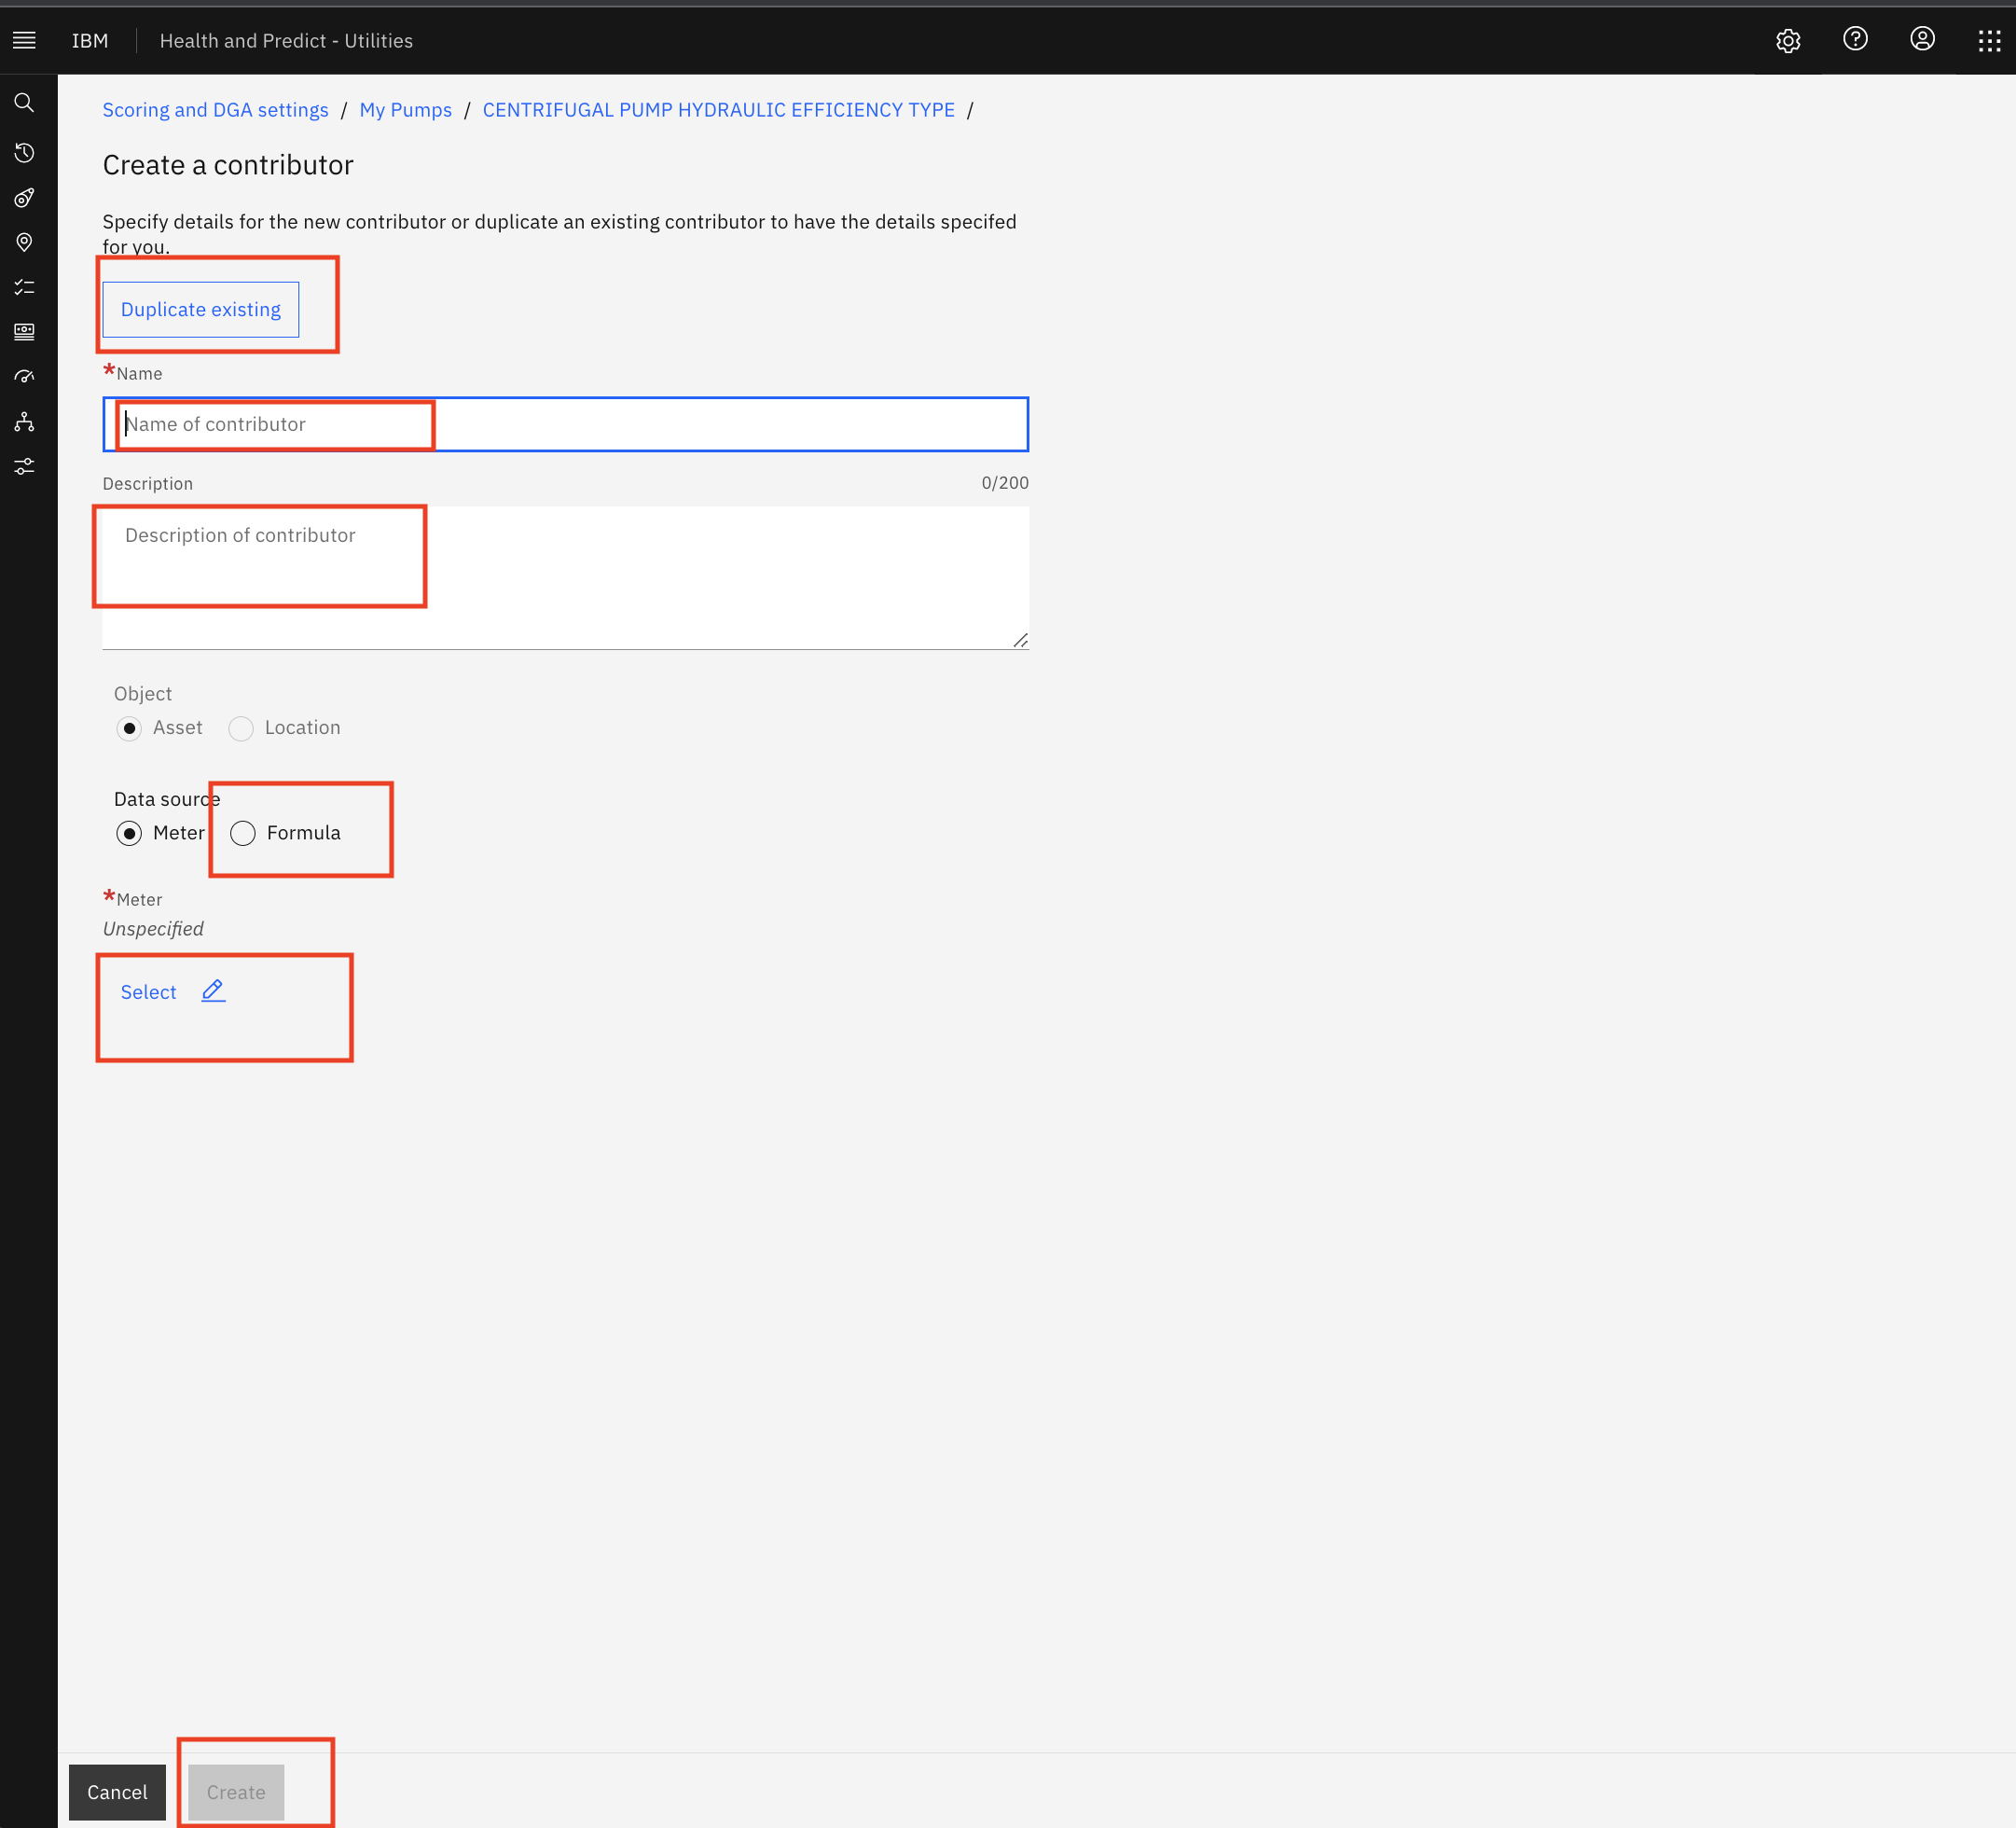 IBM Health and Predict - Utilities
Scoring and DGA settings / My Pumps / CENTRIFUGAL PUMP HYDRAULIC EFFICIENCY TYPE /
Create a contributor
Specify details for the new contributor or duplicate an existing contributor to have the details specifed
for you.
Duplicate existing
*Name
Name of contributor
Description 0/200
Description of contributor
Object
Asset Location
Data source
Meter Formula
*Meter
Unspecified
Select
Cancel Create